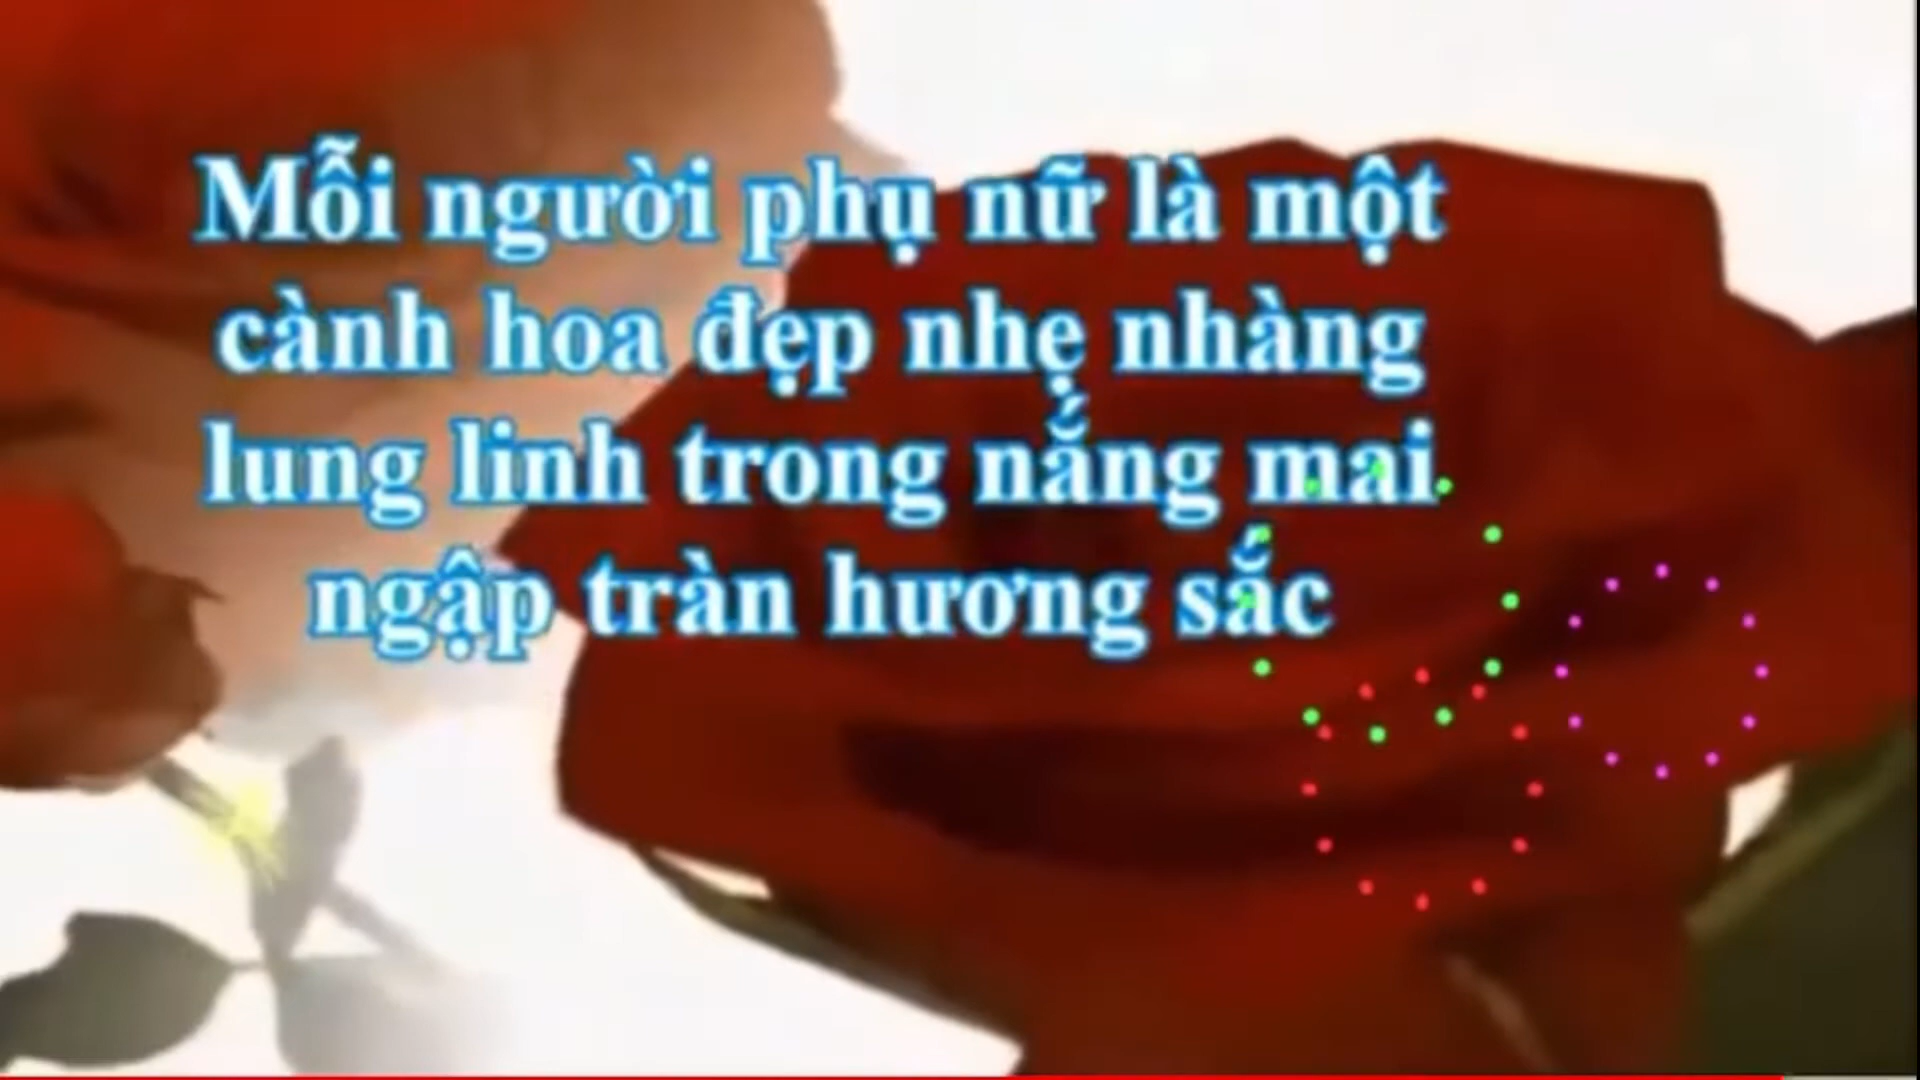 Mỗi người phụ nữ là một
cành hoa đẹp nhẹ nhàng
lung linh trong nắng mai
ngập tràn hương sắc